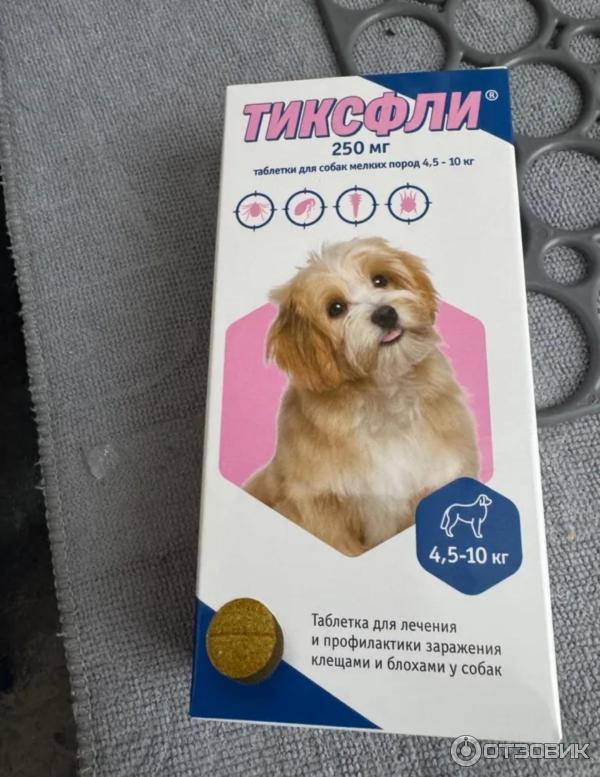 ТИКСФЛИ®
250 мг
таблетки для собак мелких пород 4,5 - 10 кг
4,5-10 кг
Таблетка для лечения
и профилактики заражения
клещами и блохами у собак
ОТЗОВИК